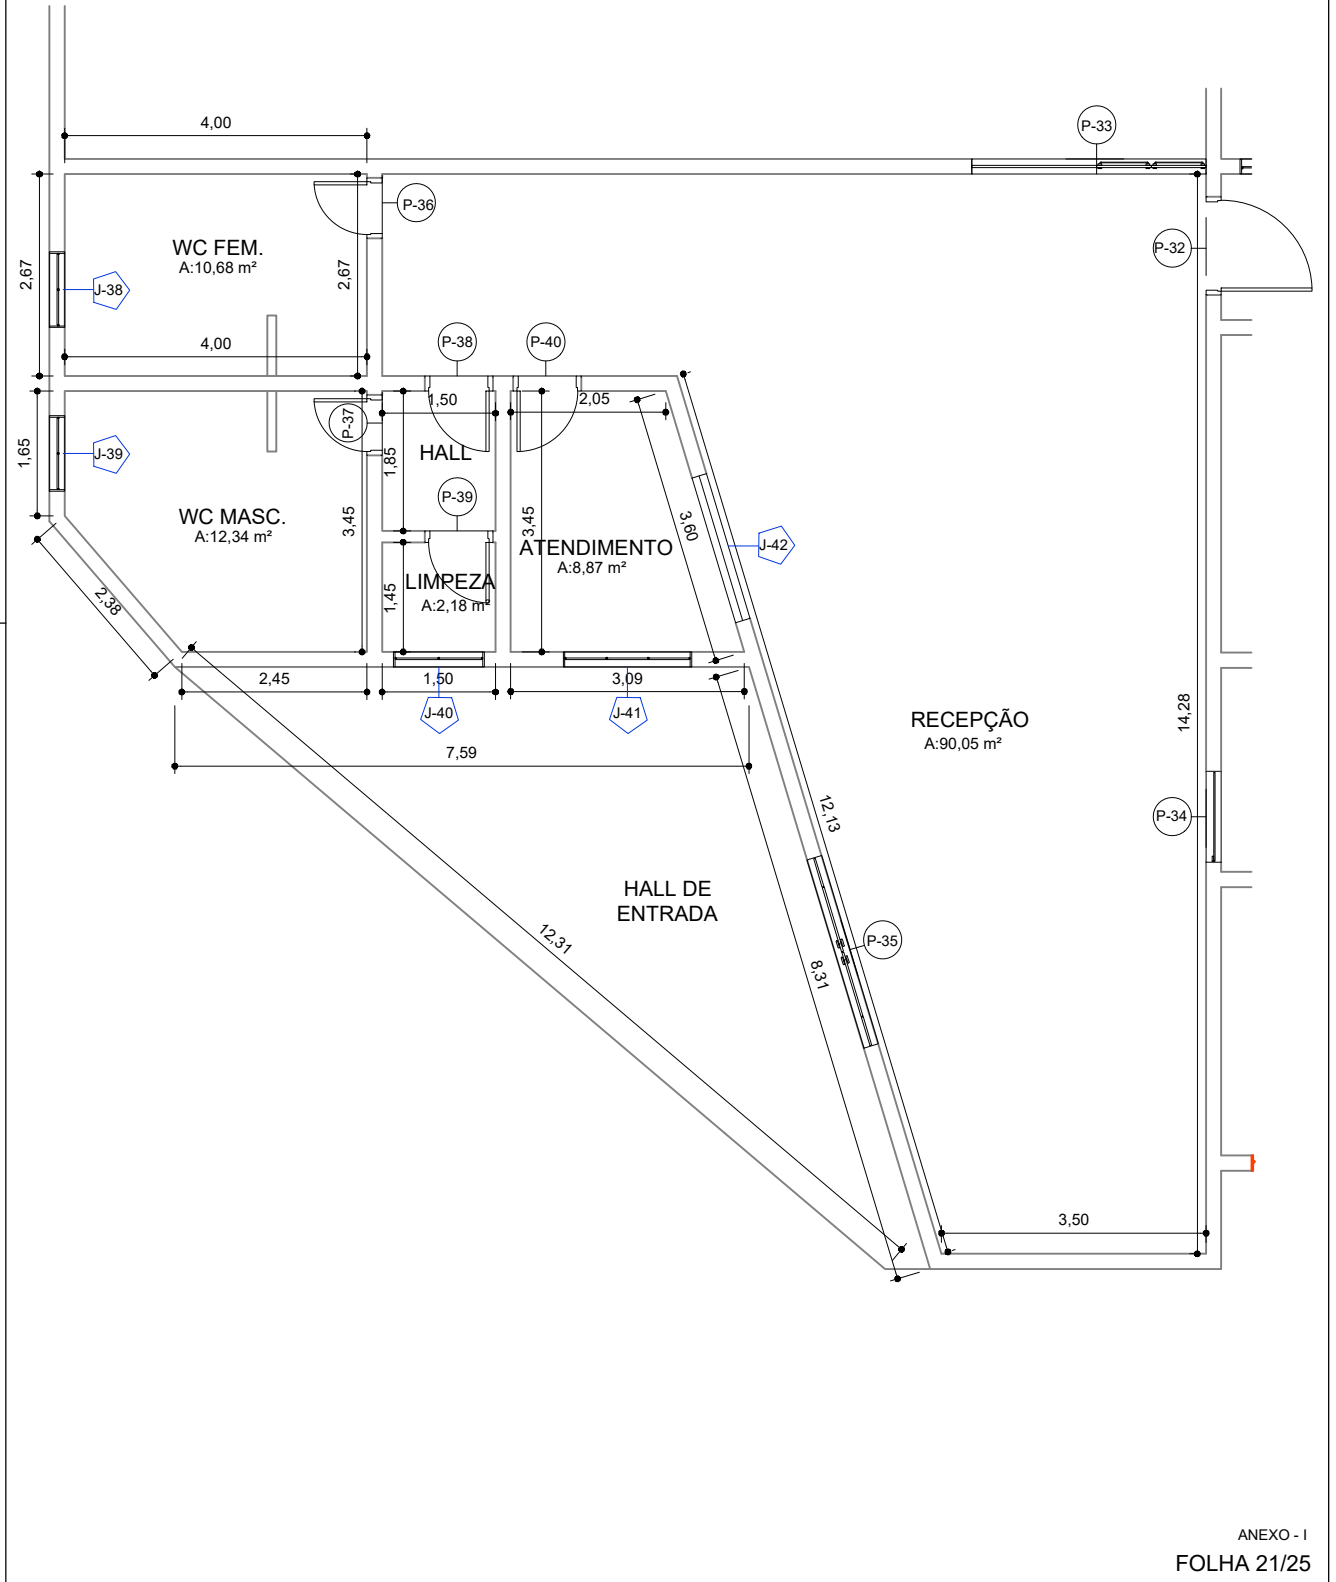 4,00
P-33
P-36
WC FEM.
A:10,68 m²
P-32
2,67
J-38
2,67
4,00
P-38
P-40
1,50
2,05
P-37
1,65
J-39
HALL
1,85
P-39
WC MASC.
A:12,34 m²
3,45
3,45
3,60
J-42
ATENDIMENTO
A:8,87 m²
LIMPEZA
A:2,18 m²
1,45
2,38
2,45
1,50
3,09
J-40
J-41
RECEPÇÃO
A:90,05 m²
14,28
7,59
12,13
P-34
HALL DE
ENTRADA
12,31
P-35
8,31
3,50
ANEXO - I
FOLHA 21/25